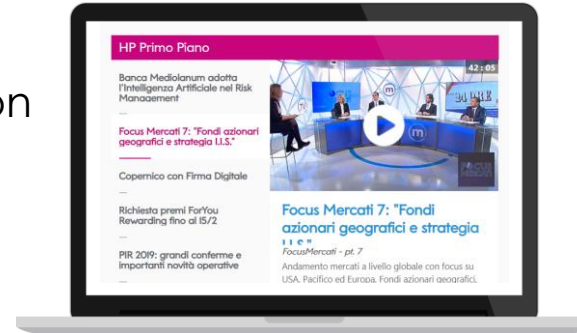 on
HP Primo Piano
Banca Mediolanum adotta
l'Intelligenza Artificiale nel Risk
Management
Focus Mercati 7: "Fondi azionari
geografici e strategia I.I.S."
Copernico con Firma Digitale
Richiesta premi ForYou
Rewarding fino al 15/2
PIR 2019: grandi conferme e
importanti novità operative
42:05
m
m
24 ORE
FOCUS
MERCATI
Focus Mercati 7: "Fondi
azionari geografici e strategia
I.I.S."
FocusMercati - pt. 7
Andamento mercati a livello globale con focus su
USA, Pacifico ed Europa. Fondi azionari geografici,